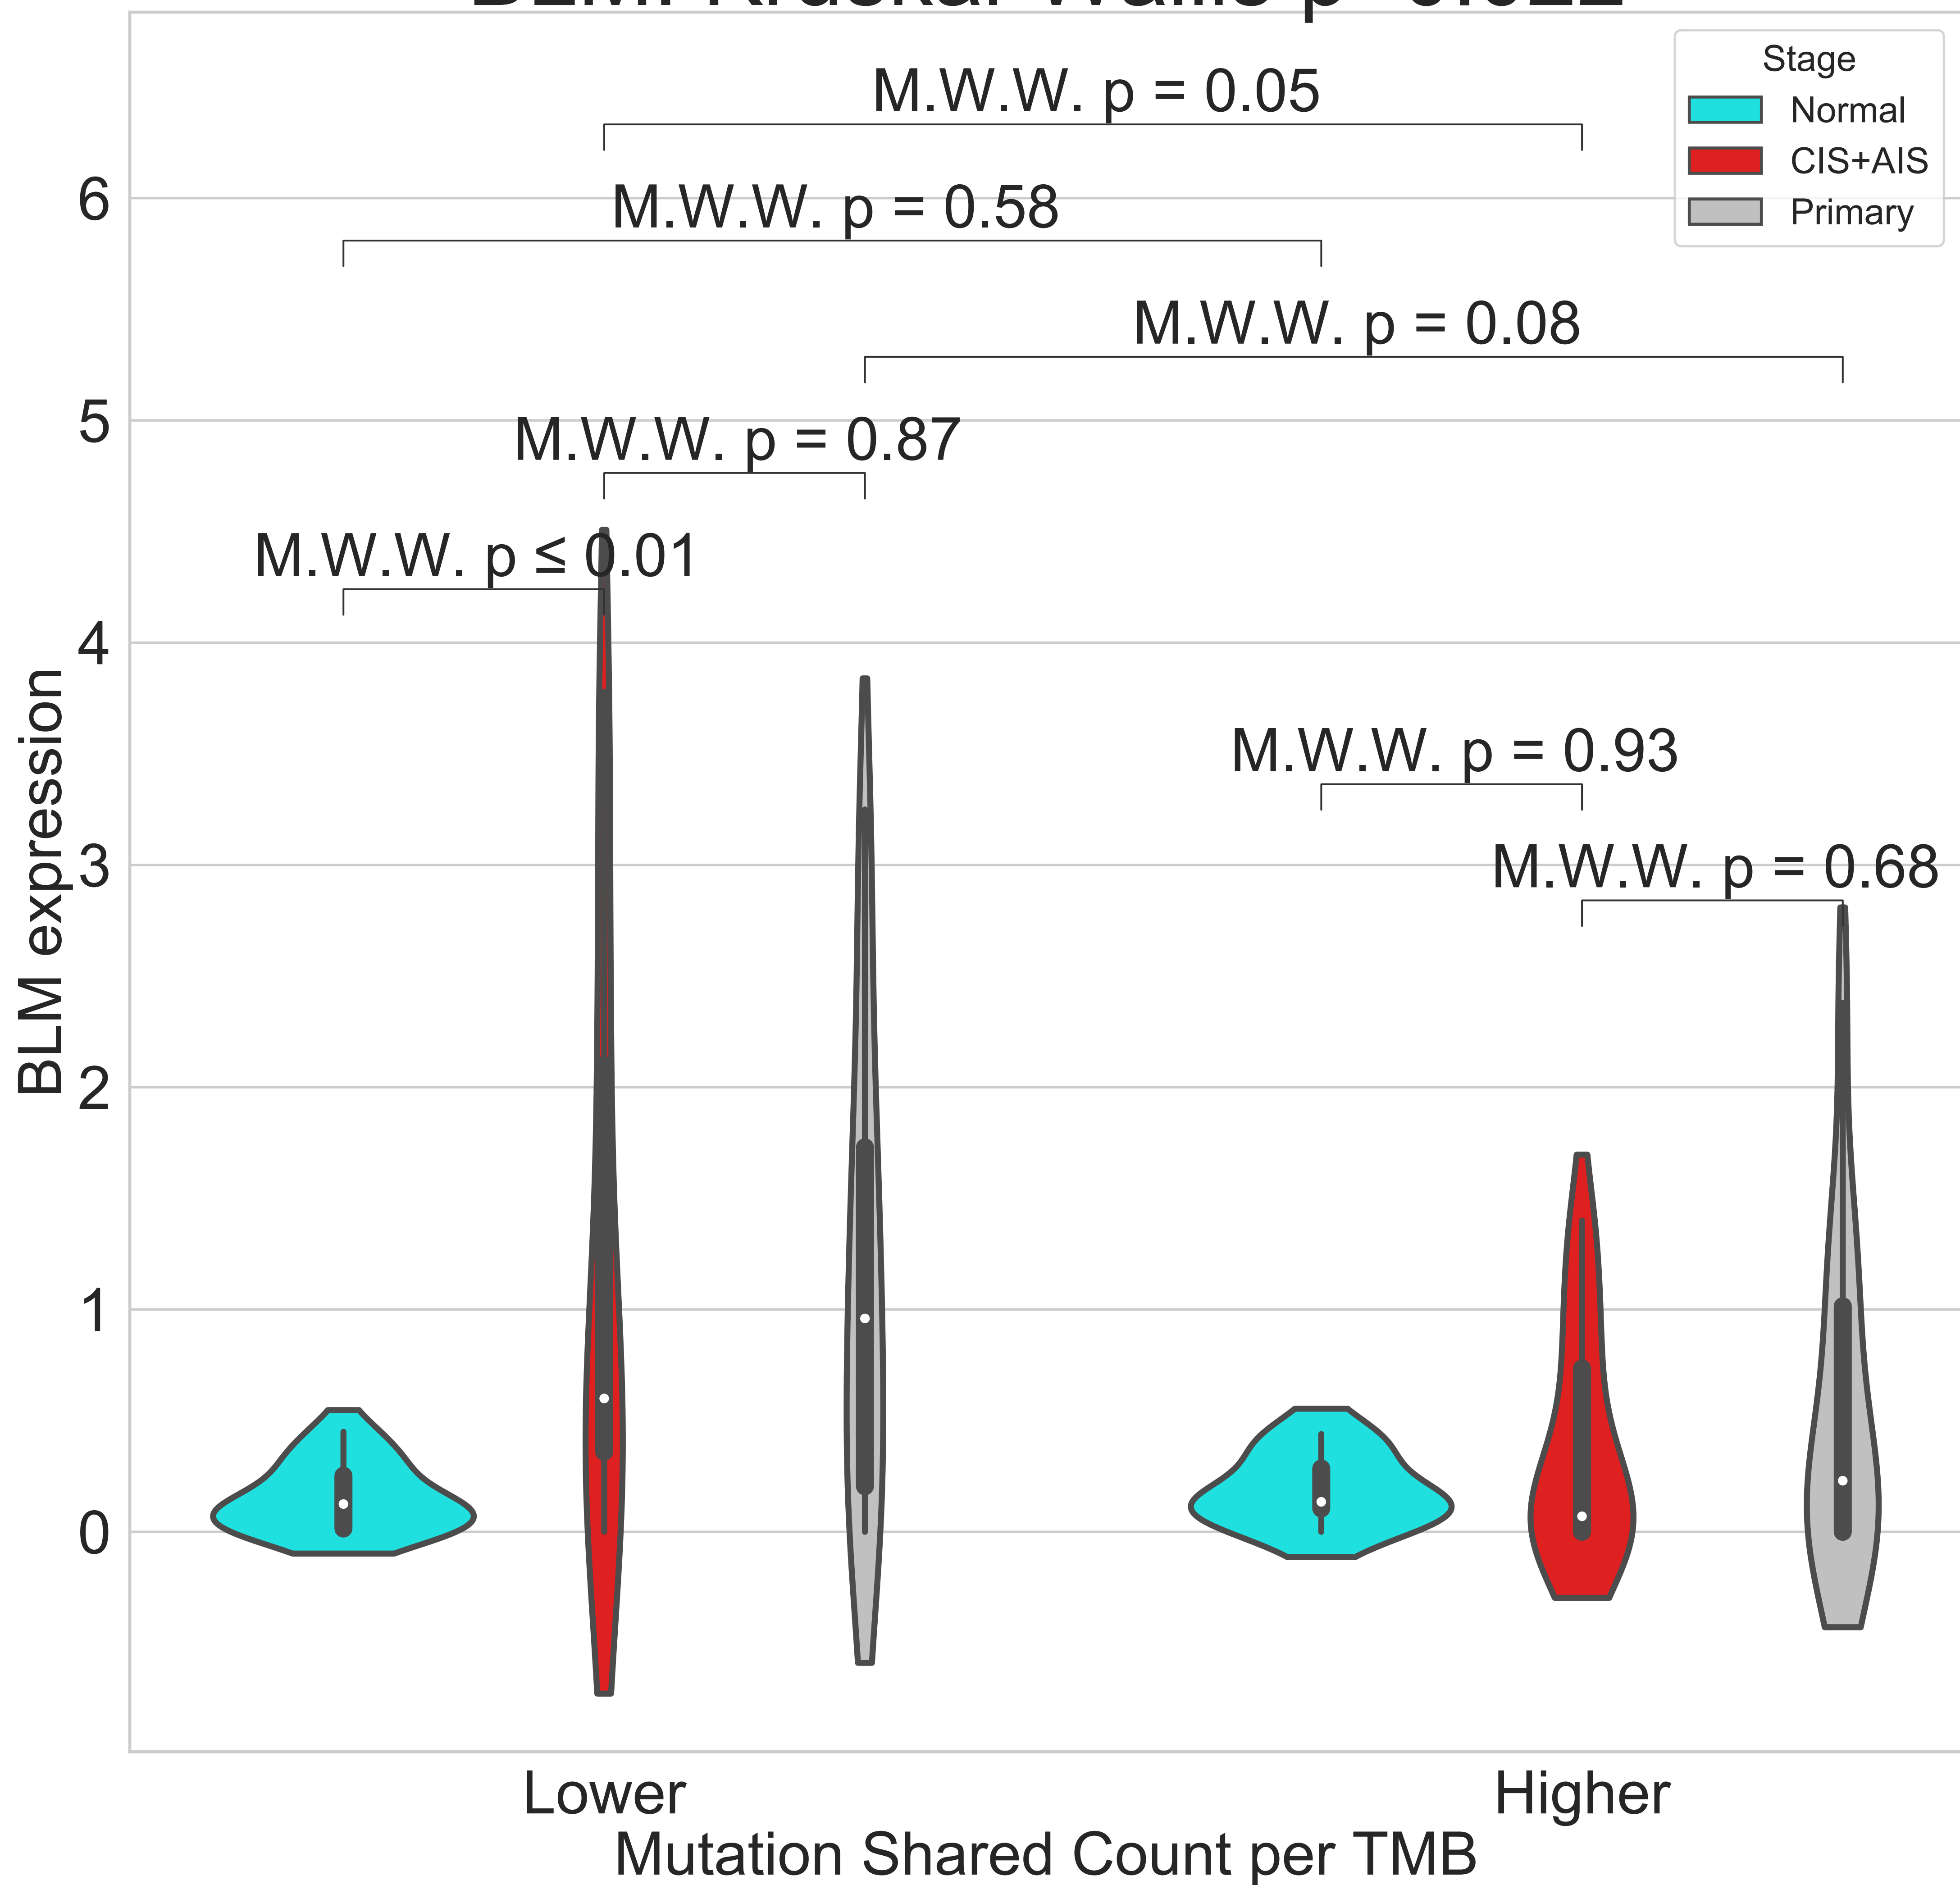 Stage
Normal
CIS+AIS
Primary
M.W.W. p = 0.05
M.W.W. p = 0.58
M.W.W. p = 0.08
M.W.W. p = 0.87
M.W.W. p ≤ 0.01
M.W.W. p = 0.93
M.W.W. p = 0.68
BLM expression
6
5
4
3
2
1
0
Lower
Higher
Mutation Shared Count per TMB